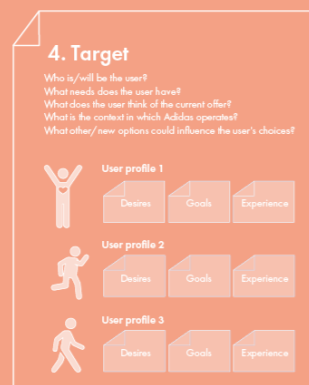 4. Target
Who is/will be the user?
What needs does the user have?
What does the user think of the current offer?
What is the context in which Adidas operates?
What other/new options could influence the user's choices?
User profile 1
Desires Goals Experience
User profile 2
Desires Goals Experience
User profile 3
Desires Goals Experience